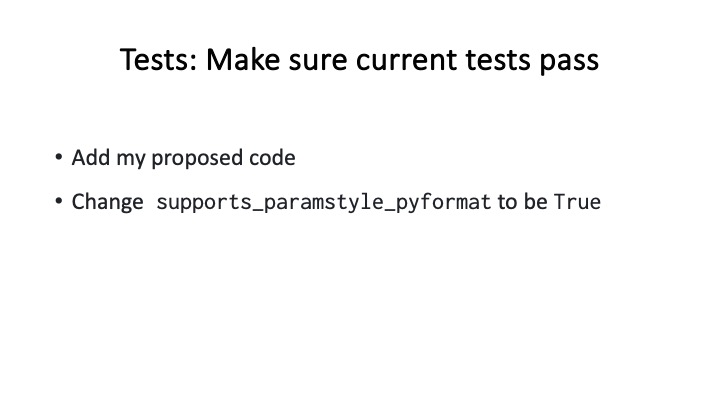 Tests: Make sure current tests pass
• Add my proposed code
• Change supports_paramstyle_pyformat to be True